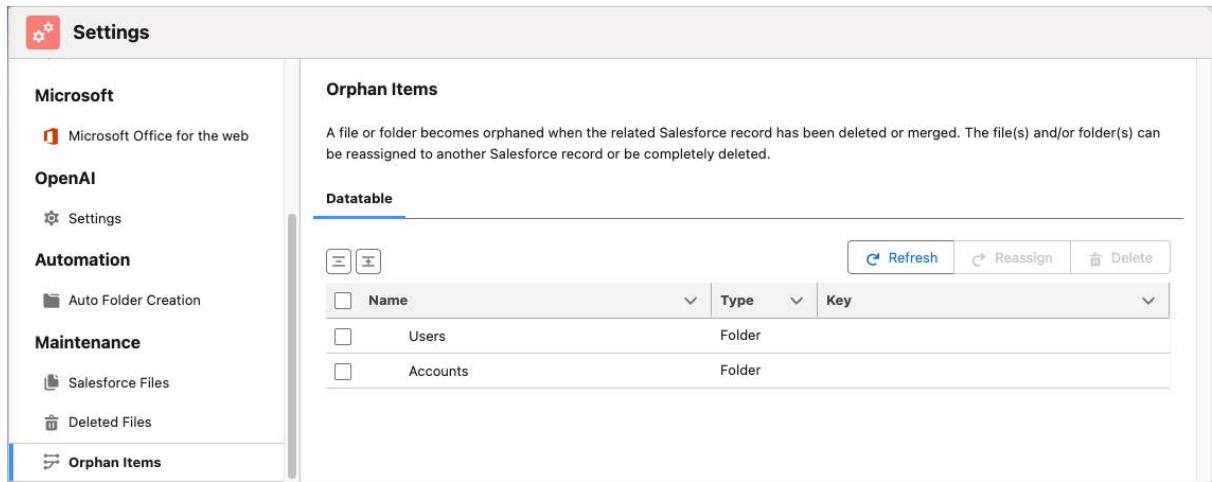 Settings
Microsoft
Microsoft Office for the web
OpenAI
Settings
Automation
Auto Folder Creation
Maintenance
Salesforce Files
Deleted Files
Orphan Items
Orphan Items
A file or folder becomes orphaned when the related Salesforce record has been deleted or merged. The file(s) and/or folder(s) can
be reassigned to another Salesforce record or be completely deleted.
Datatable
Refresh Reassign Delete
Name Type Key
Users Folder
Accounts Folder